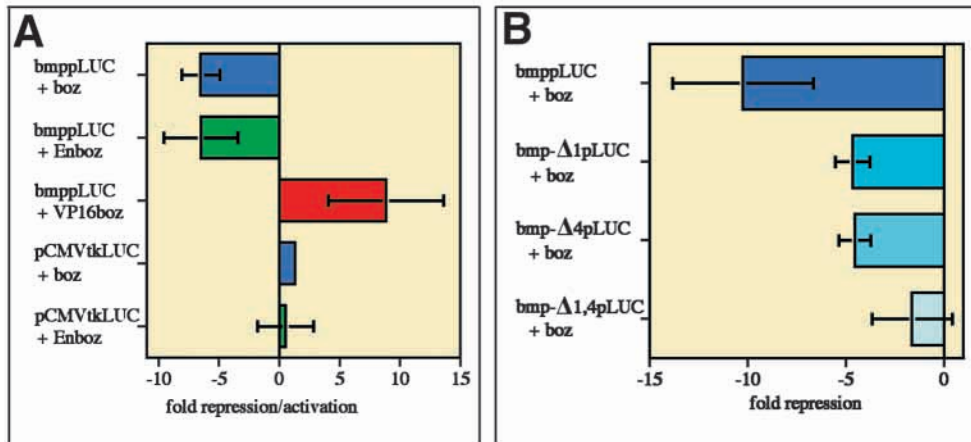 A
bmppLUC
+ boz
bmppLUC
+ Enboz
bmppLUC
+ VP16boz
pCMVtkLUC
+ boz
pCMVtkLUC
+ Enboz
-10 -5 0 5 10 15
fold repression/activation
B
bmppLUC
+ boz
bmp-Δ1pLUC
+ boz
bmp-Δ4pLUC
+ boz
bmp-Δ1,4pLUC
+ boz
-15 -10 -5 0
fold repression